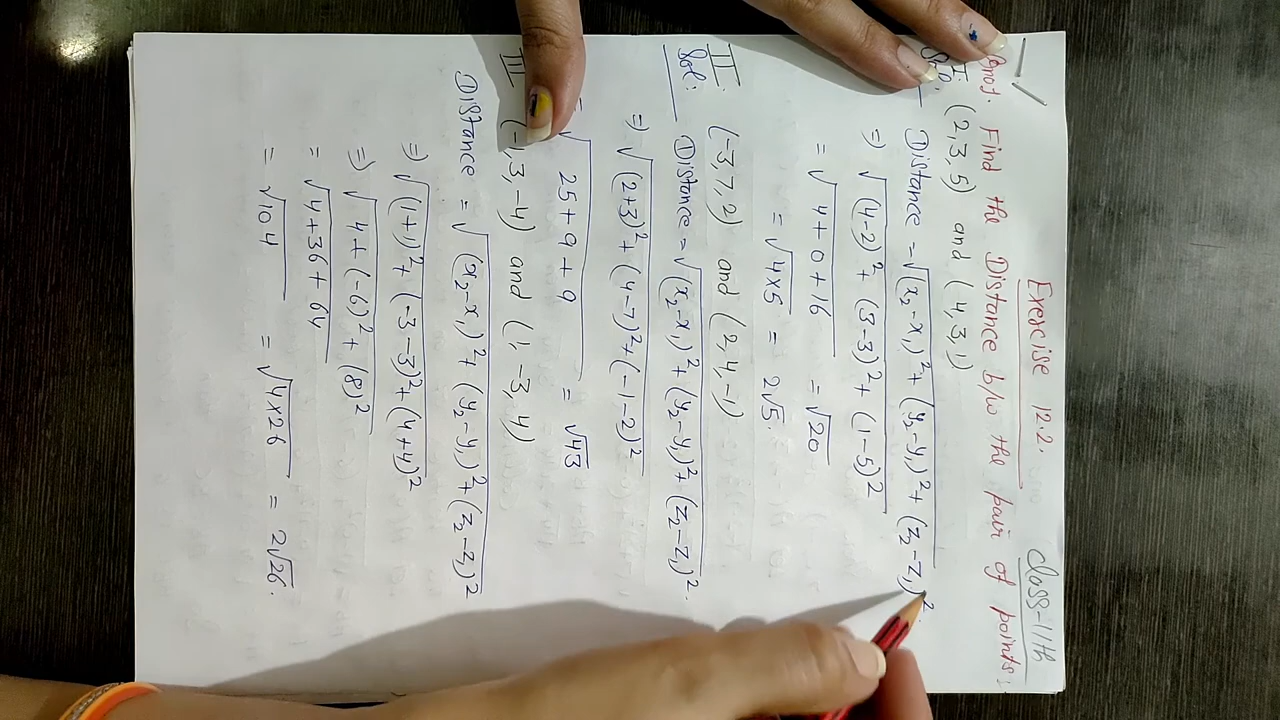 Exercise 12.2. Class-11th
Find the Distance b/w the pair of points:
I. (2,3,5) and (4,3,1)
Distance = √(x₂-x₁)² + (y₂-y₁)² + (z₂-z₁)²
⇒ √(4-2)² + (3-3)² + (1-5)²
= √4+0+16 = √20
= √4×5 = 2√5.
II. (-3,7,2) and (2,4,-1)
Sol: Distance = √(x₂-x₁)² + (y₂-y₁)² + (z₂-z₁)².
⇒ √(2+3)² + (4-7)² + (-1-2)²
= √25+9+9 = √43
III (-1,3,-4) and (1,-3,4)
Distance = √(x₂-x₁)² + (y₂-y₁)² + (z₂-z₁)²
⇒ √(1+1)² + (-3-3)² + (4+4)²
⇒ √4+(-6)² + (8)²
= √4+36+64
= √104 = √4×26 = 2√26.